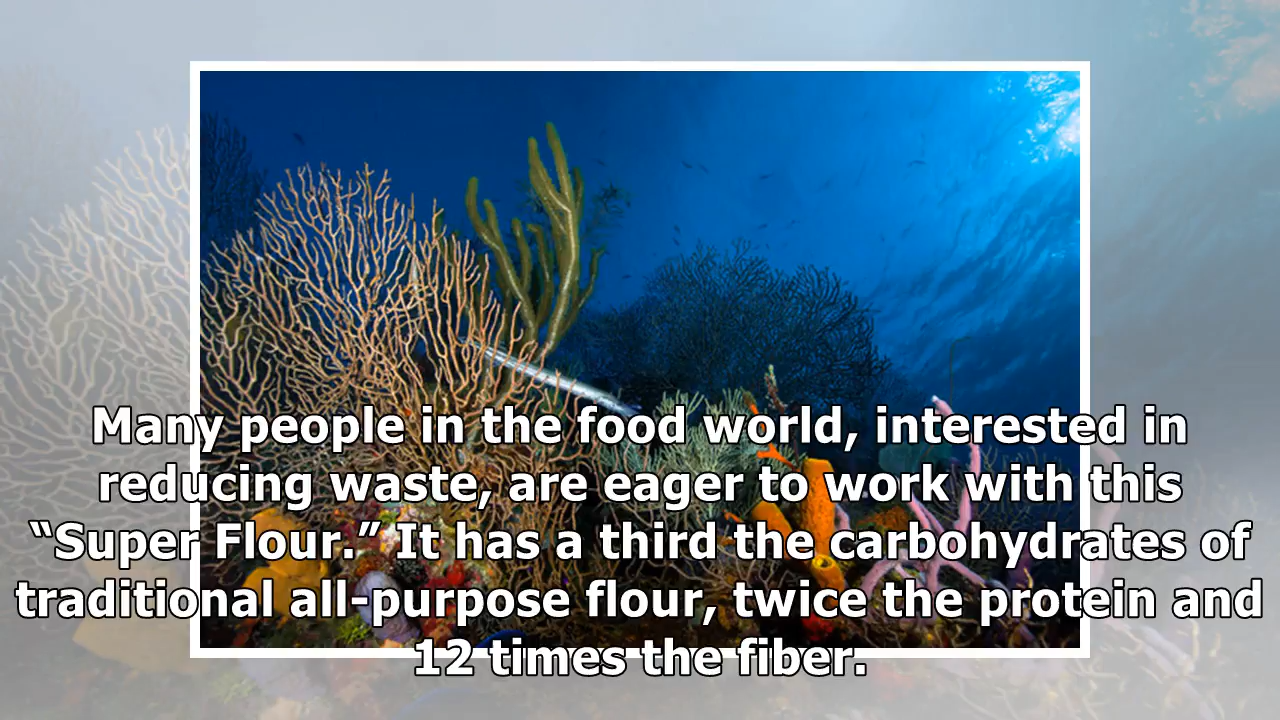 Many people in the food world, interested in
reducing waste, are eager to work with this
“Super Flour.” It has a third the carbohydrates of
traditional all-purpose flour, twice the protein and
12 times the fiber.